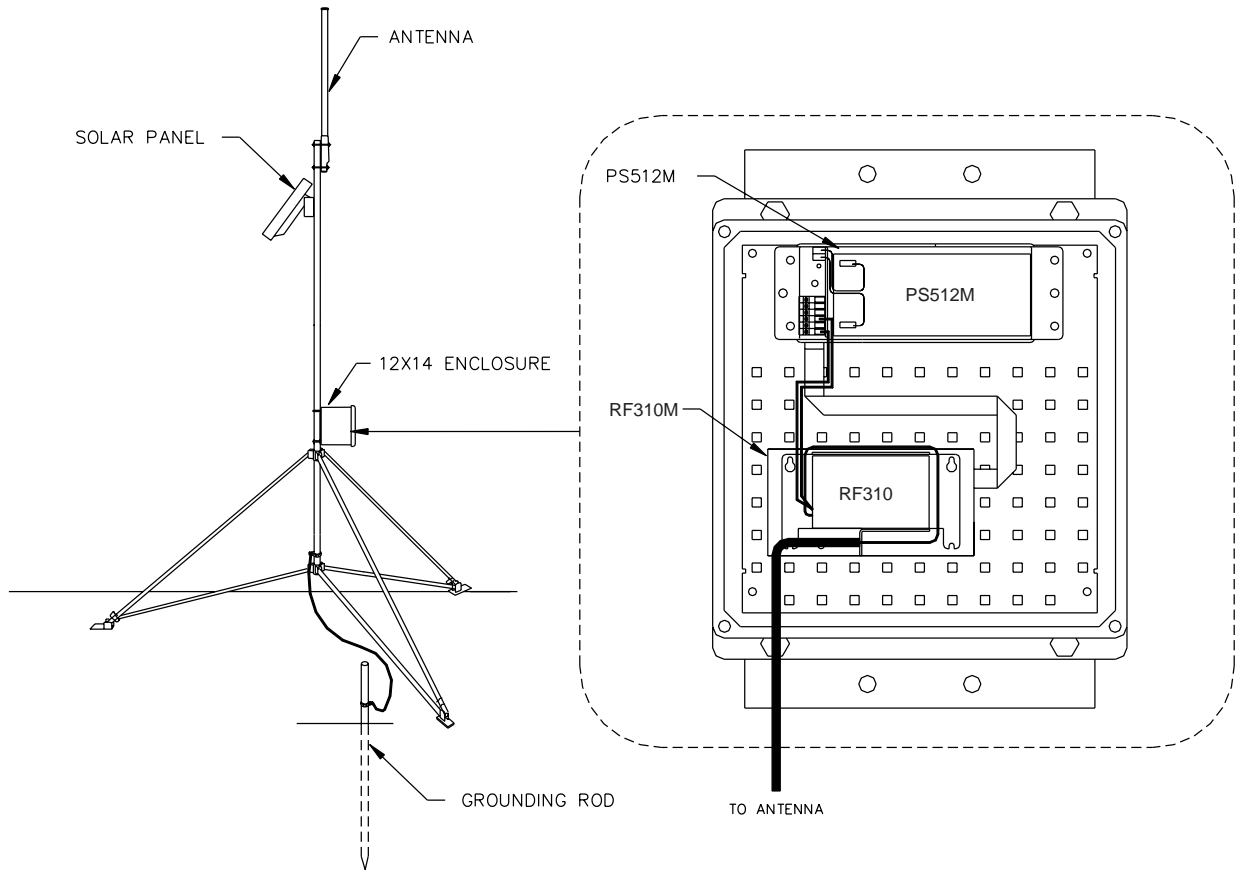 ANTENNA
SOLAR PANEL
12X14 ENCLOSURE
GROUNDING ROD
PS512M
PS512M
RF310M
RF310
TO ANTENNA